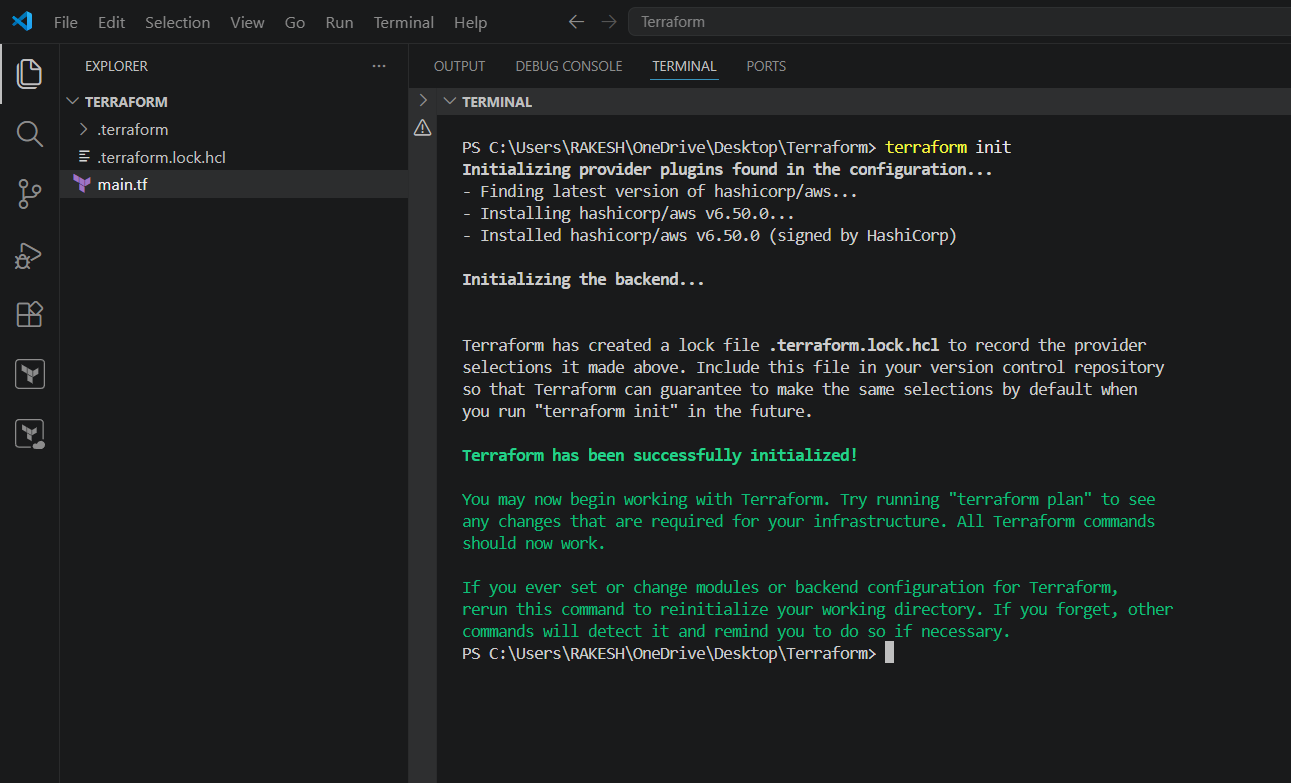 File Edit Selection View Go Run Terminal Help
Terraform
EXPLORER
TERRAFORM
.terraform
.terraform.lock.hcl
main.tf
OUTPUT DEBUG CONSOLE TERMINAL PORTS
TERMINAL
PS C:\Users\RAKESH\OneDrive\Desktop\Terraform> terraform init
Initializing provider plugins found in the configuration...
- Finding latest version of hashicorp/aws...
- Installing hashicorp/aws v6.50.0...
- Installed hashicorp/aws v6.50.0 (signed by HashiCorp)
Initializing the backend...
Terraform has created a lock file .terraform.lock.hcl to record the provider
selections it made above. Include this file in your version control repository
so that Terraform can guarantee to make the same selections by default when
you run "terraform init" in the future.
Terraform has been successfully initialized!
You may now begin working with Terraform. Try running "terraform plan" to see
any changes that are required for your infrastructure. All Terraform commands
should now work.
If you ever set or change modules or backend configuration for Terraform,
rerun this command to reinitialize your working directory. If you forget, other
commands will detect it and remind you to do so if necessary.
PS C:\Users\RAKESH\OneDrive\Desktop\Terraform>